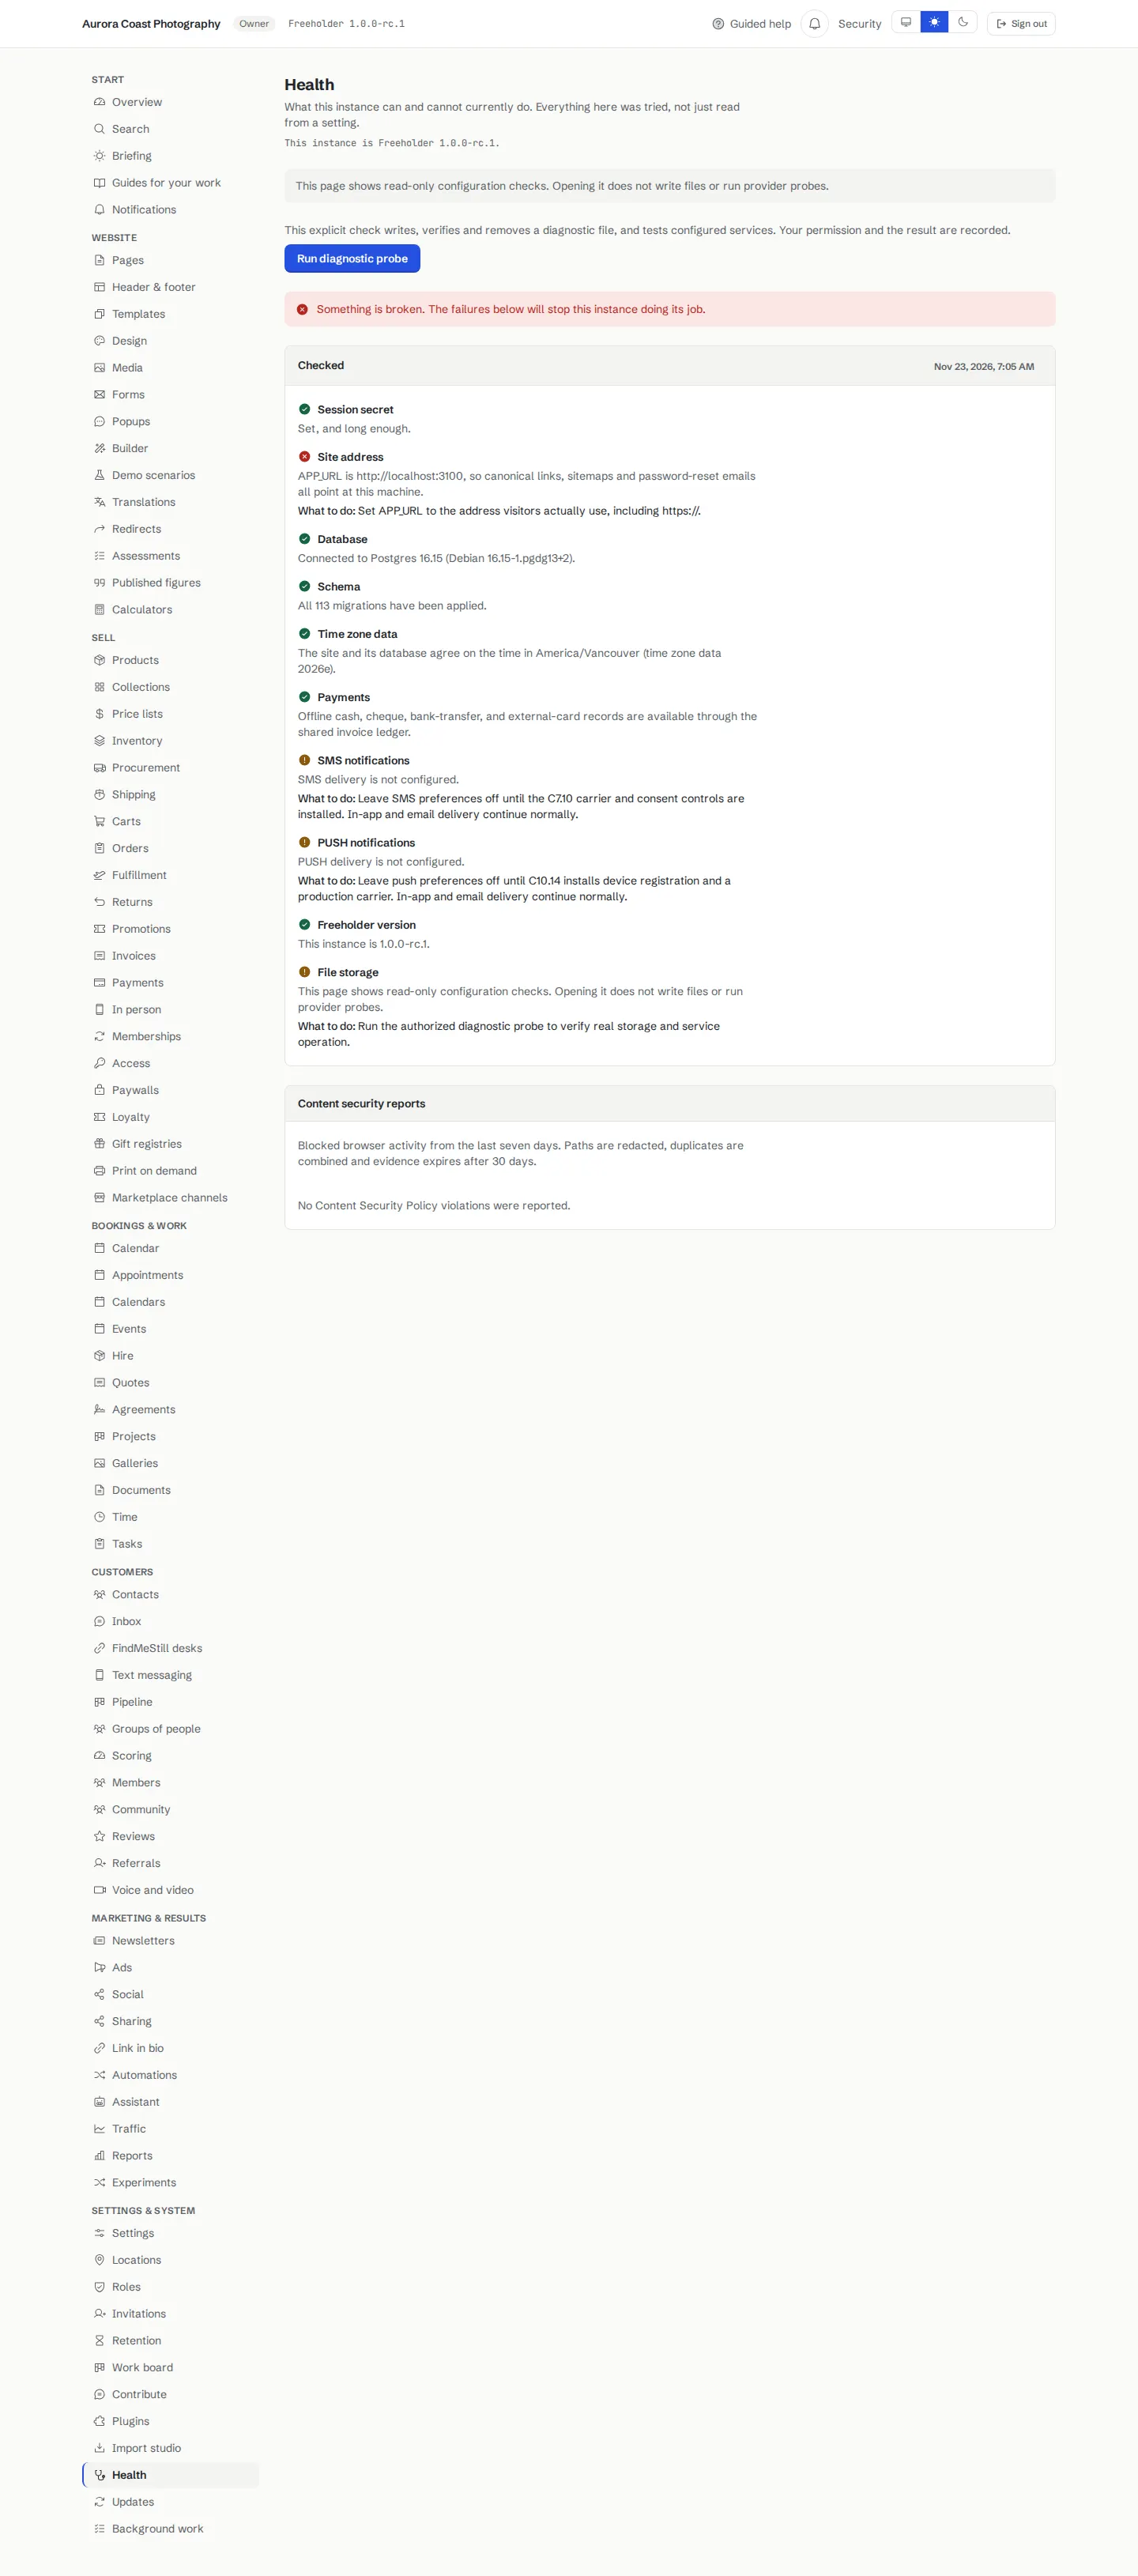 Aurora Coast Photography Owner Freeholder 1.0.0-rc.1 Guided help Security Sign out
START
Overview
Search
Briefing
Guides for your work
Notifications
WEBSITE
Pages
Header & footer
Templates
Design
Media
Forms
Popups
Builder
Demo scenarios
Translations
Redirects
Assessments
Published figures
Calculators
SELL
Products
Collections
Price lists
Inventory
Procurement
Shipping
Carts
Orders
Fulfillment
Returns
Promotions
Invoices
Payments
In person
Memberships
Access
Paywalls
Loyalty
Gift registries
Print on demand
Marketplace channels
BOOKINGS & WORK
Calendar
Appointments
Calendars
Events
Hire
Quotes
Agreements
Projects
Galleries
Documents
Time
Tasks
CUSTOMERS
Contacts
Inbox
FindMeStill desks
Text messaging
Pipeline
Groups of people
Scoring
Members
Community
Reviews
Referrals
Voice and video
MARKETING & RESULTS
Newsletters
Ads
Social
Sharing
Link in bio
Automations
Assistant
Traffic
Reports
Experiments
SETTINGS & SYSTEM
Settings
Locations
Roles
Invitations
Retention
Work board
Contribute
Plugins
Import studio
Health
Updates
Background work
Health
What this instance can and cannot currently do. Everything here was tried, not just read
from a setting.
This instance is Freeholder 1.0.0-rc.1.
This page shows read-only configuration checks. Opening it does not write files or run provider probes.
This explicit check writes, verifies and removes a diagnostic file, and tests configured services. Your permission and the result are recorded.
Run diagnostic probe
Something is broken. The failures below will stop this instance doing its job.
Checked Nov 23, 2026, 7:05 AM
Session secret
Set, and long enough.
Site address
APP_URL is http://localhost:3100, so canonical links, sitemaps and password-reset emails
all point at this machine.
What to do: Set APP_URL to the address visitors actually use, including https://.
Database
Connected to Postgres 16.15 (Debian 16.15-1.pgdg13+2).
Schema
All 113 migrations have been applied.
Time zone data
The site and its database agree on the time in America/Vancouver (time zone data
2026e).
Payments
Offline cash, cheque, bank-transfer, and external-card records are available through the
shared invoice ledger.
SMS notifications
SMS delivery is not configured.
What to do: Leave SMS preferences off until the C7.10 carrier and consent controls are
installed. In-app and email delivery continue normally.
PUSH notifications
PUSH delivery is not configured.
What to do: Leave push preferences off until C10.14 installs device registration and a
production carrier. In-app and email delivery continue normally.
Freeholder version
This instance is 1.0.0-rc.1.
File storage
This page shows read-only configuration checks. Opening it does not write files or run
provider probes.
What to do: Run the authorized diagnostic probe to verify real storage and service
operation.
Content security reports
Blocked browser activity from the last seven days. Paths are redacted, duplicates are
combined and evidence expires after 30 days.
No Content Security Policy violations were reported.